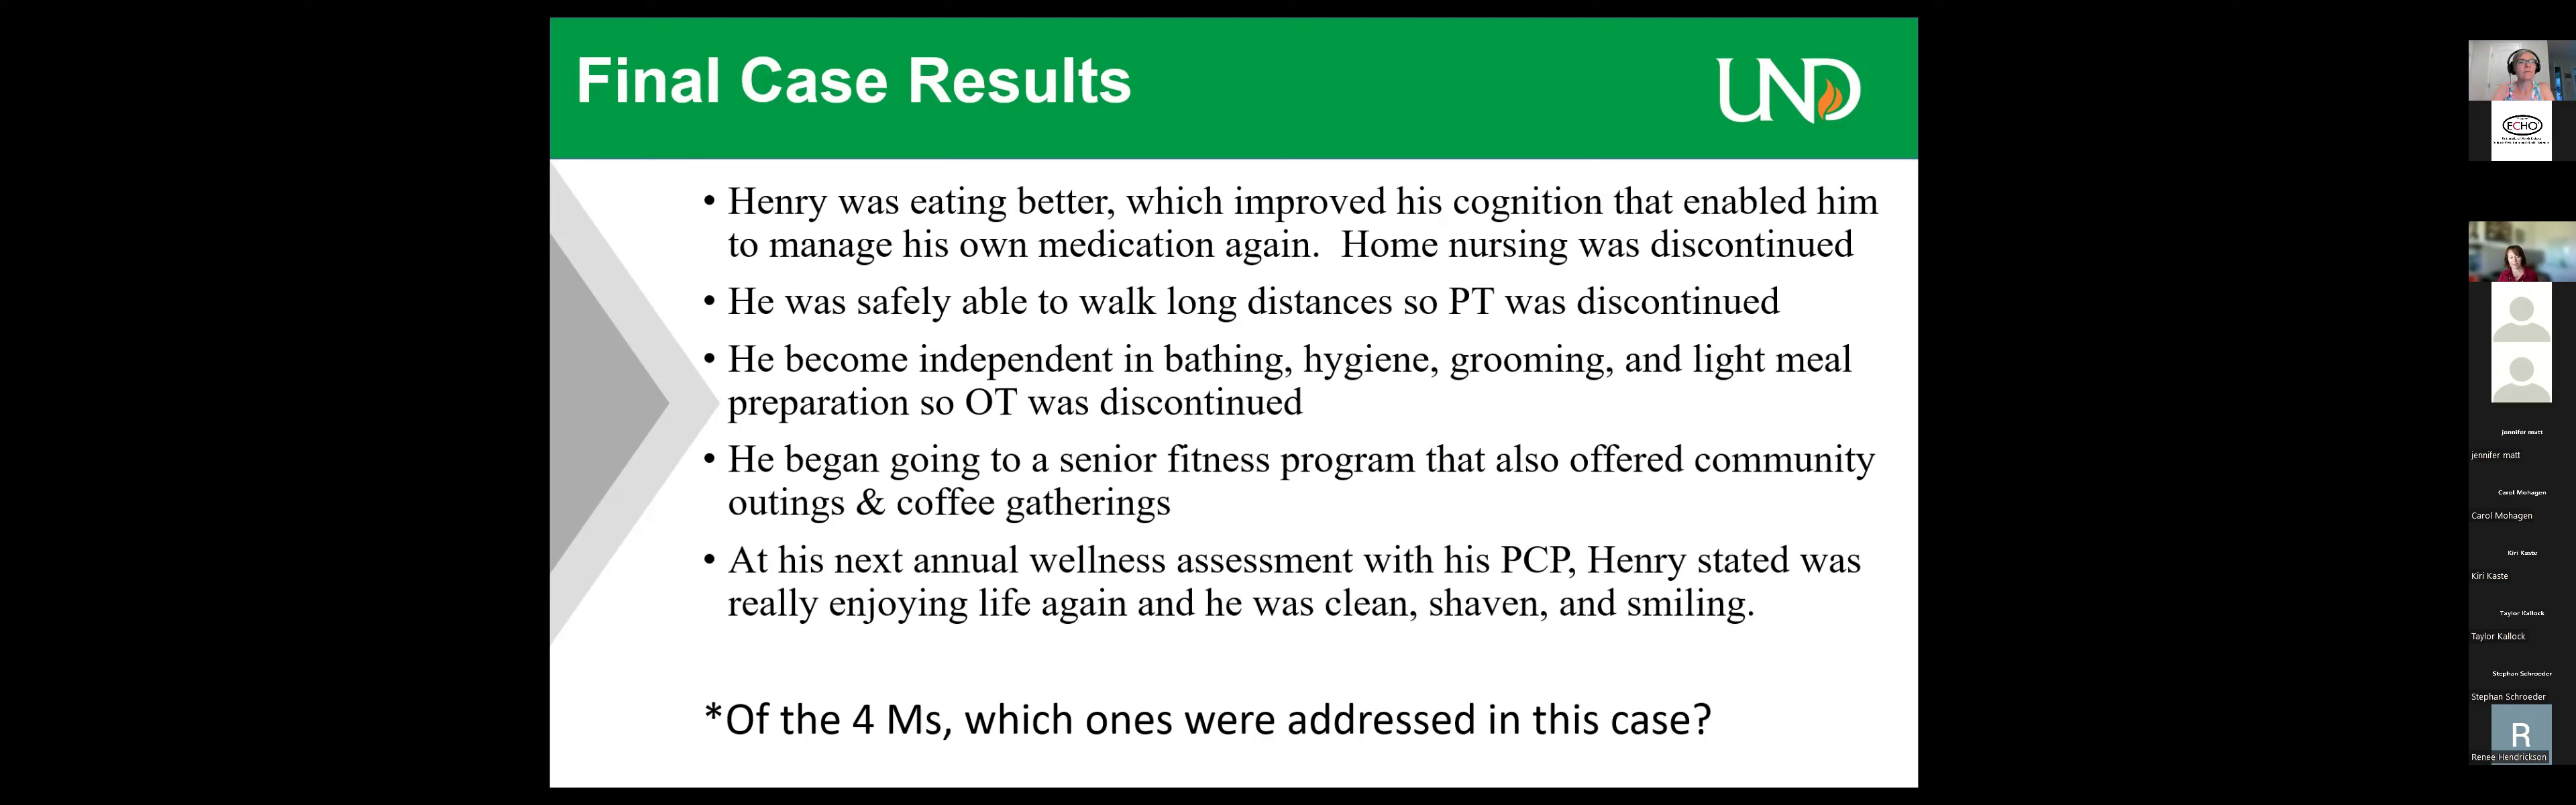 Final Case Results
UND
• Henry was eating better, which improved his cognition that enabled him
to manage his own medication again.  Home nursing was discontinued
• He was safely able to walk long distances so PT was discontinued
• He become independent in bathing, hygiene, grooming, and light meal
preparation so OT was discontinued
• He began going to a senior fitness program that also offered community
outings & coffee gatherings
• At his next annual wellness assessment with his PCP, Henry stated was
really enjoying life again and he was clean, shaven, and smiling.
*Of the 4 Ms, which ones were addressed in this case?
ECHO
jennifer matt
jennifer matt
Carol Mohagen
Carol Mohagen
Kiri Kaste
Kiri Kaste
Taylor Kallock
Taylor Kallock
Stephan Schroeder
Stephan Schroeder
R
Renee Hendrickson